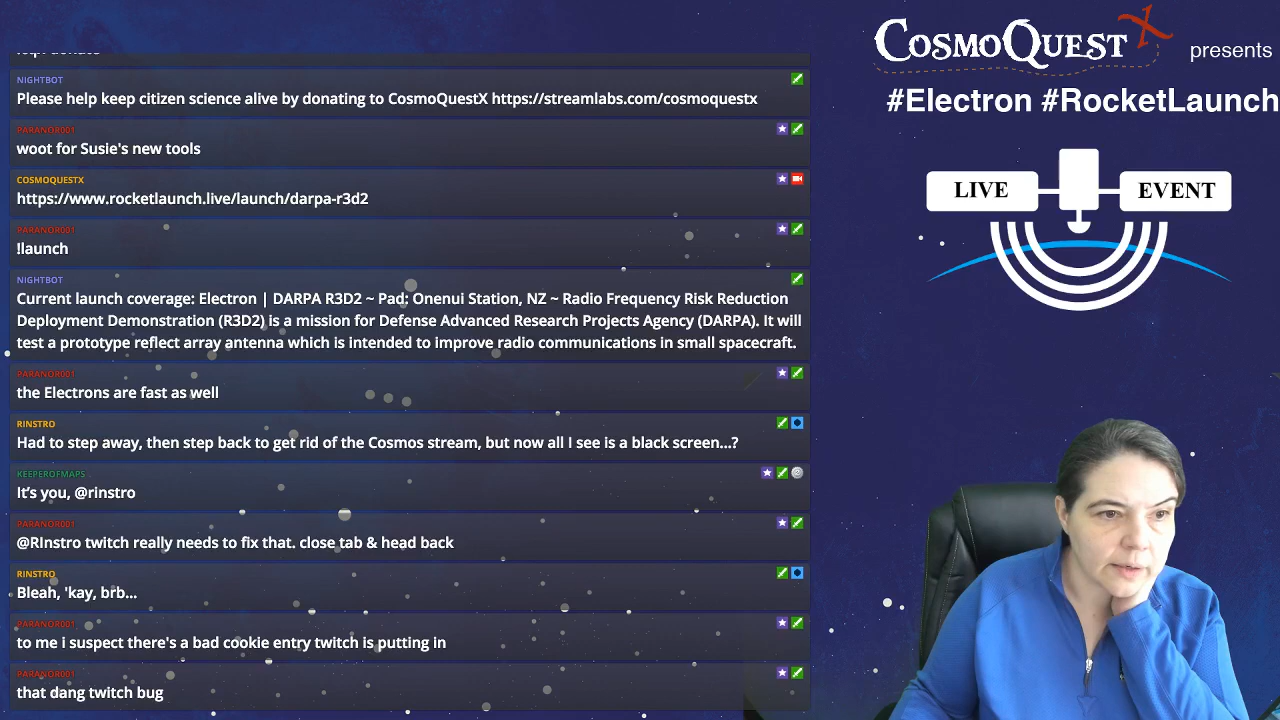 COSMOQUEST X
presents
#Electron #RocketLaunch
LIVE EVENT
!eqx donate
NIGHTBOT
Please help keep citizen science alive by donating to CosmoQuestX https://streamlabs.com/cosmoquestx
PARANOR001
woot for Susie's new tools
COSMOQUESTX
https://www.rocketlaunch.live/launch/darpa-r3d2
PARANOR001
!launch
NIGHTBOT
Current launch coverage: Electron | DARPA R3D2 ~ Pad: Onenui Station, NZ ~ Radio Frequency Risk Reduction
Deployment Demonstration (R3D2) is a mission for Defense Advanced Research Projects Agency (DARPA). It will
test a prototype reflect array antenna which is intended to improve radio communications in small spacecraft.
PARANOR001
the Electrons are fast as well
RINSTRO
Had to step away, then step back to get rid of the Cosmos stream, but now all I see is a black screen...?
KEEPEROFMAPS
It's you, @rinstro
PARANOR001
@RInstro twitch really needs to fix that. close tab & head back
RINSTRO
Bleah, 'kay, brb...
PARANOR001
to me i suspect there's a bad cookie entry twitch is putting in
PARANOR001
that dang twitch bug